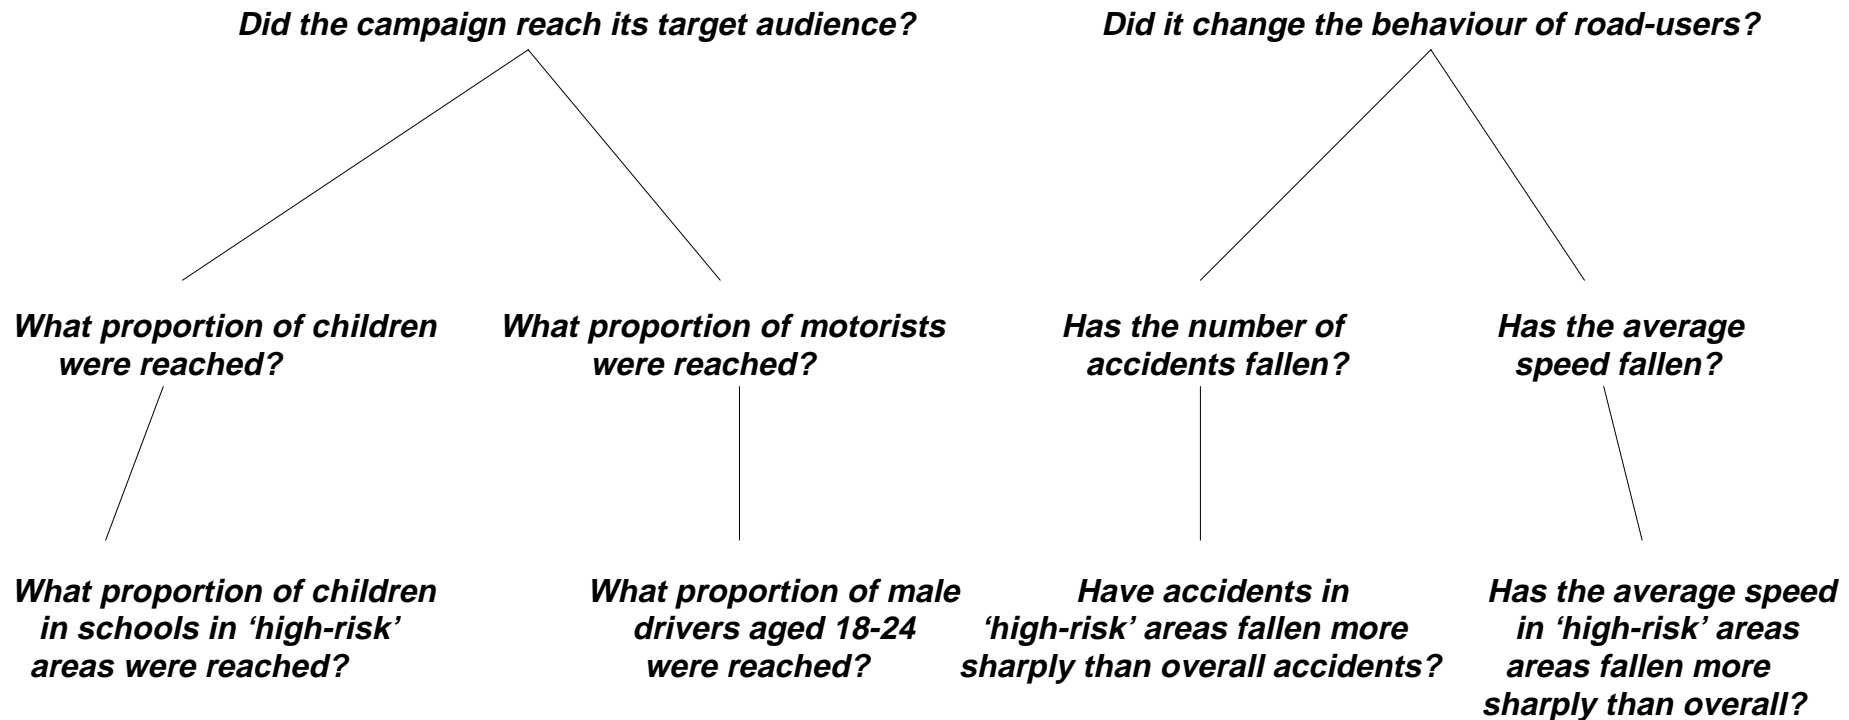 Did the campaign reach its target audience?
Did it change the behaviour of road-users?
What proportion of children
were reached?
What proportion of motorists
were reached?
Has the number of
accidents fallen?
Has the average
speed fallen?
What proportion of children
in schools in ‘high-risk’
areas were reached?
What proportion of male
drivers aged 18-24
were reached?
Have accidents in
‘high-risk’ areas fallen more
sharply than overall accidents?
Has the average speed
in ‘high-risk’ areas
areas fallen more
sharply than overall?